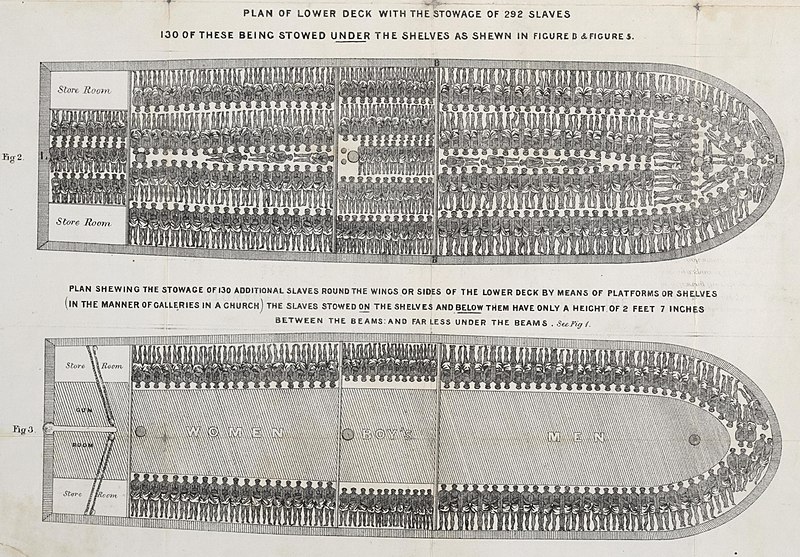 PLAN OF LOWER DECK WITH THE STOWAGE OF 292 SLAVES
130 OF THESE BEING STOWED UNDER THE SHELVES AS SHEWN IN FIGURE B & FIGURE 5.
B
Store Room
Fig 2.
Store Room
B
PLAN SHEWING THE STOWAGE OF 130 ADDITIONAL SLAVES ROUND THE WINGS OR SIDES OF THE LOWER DECK BY MEANS OF PLATFORMS OR SHELVES
(IN THE MANNER OF GALLERIES IN A CHURCH) THE SLAVES STOWED ON THE SHELVES AND BELOW THEM HAVE ONLY A HEIGHT OF 2 FEET 7 INCHES
BETWEEN THE BEAMS: AND FAR LESS UNDER THE BEAMS. See Fig 1.
Store Room
GUN
Fig 3.
WOMEN
BOY'S
MEN
ROOM
Store Room